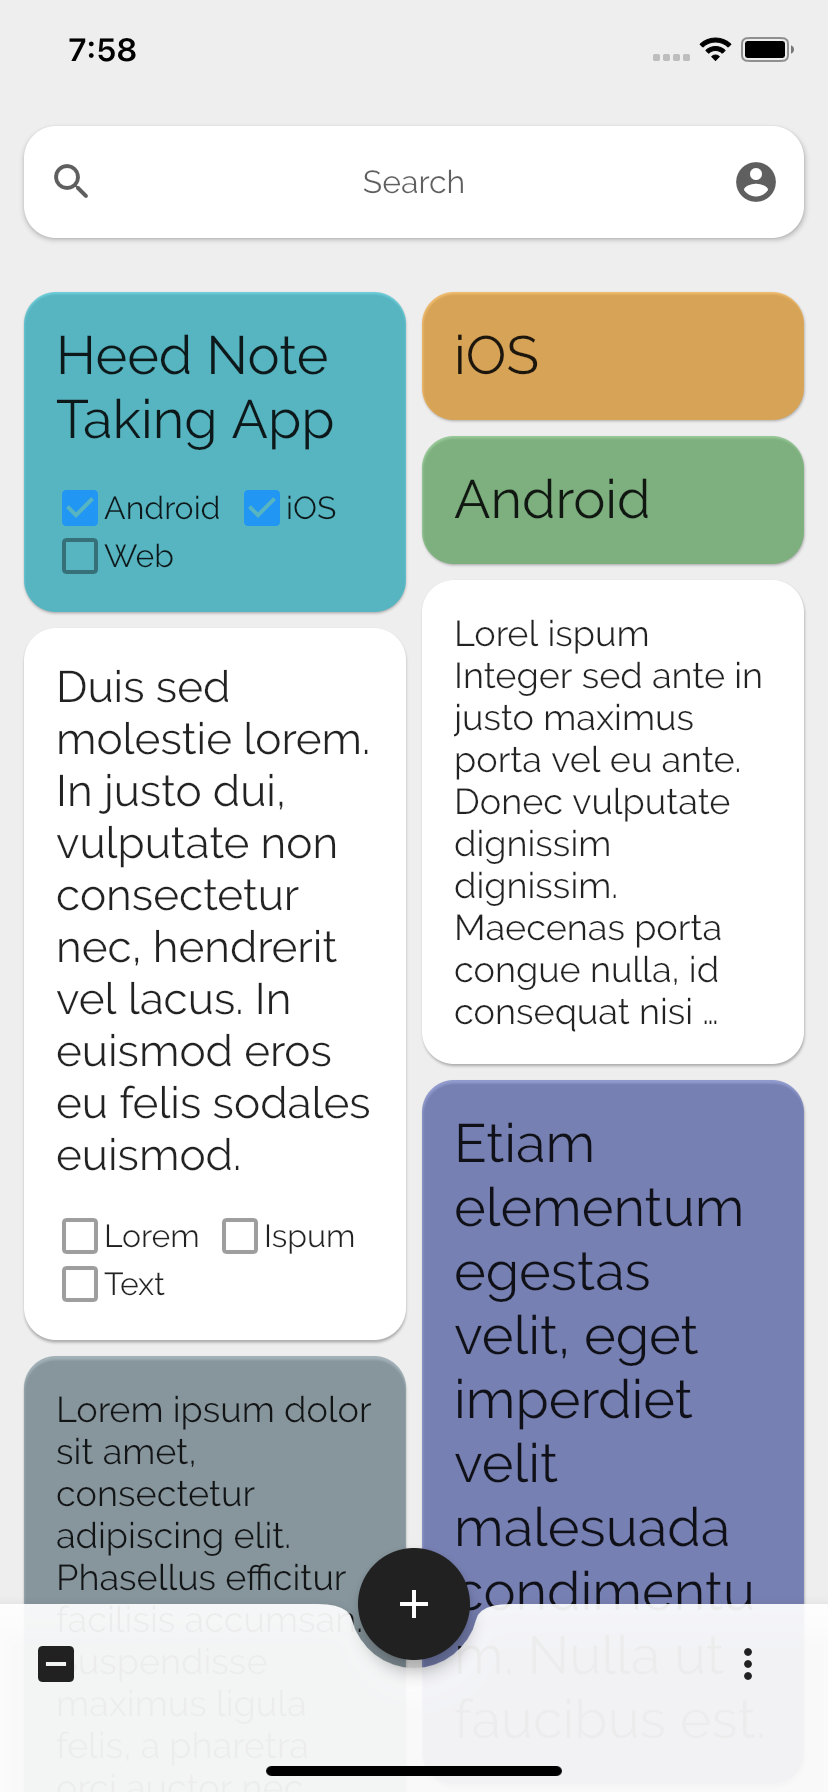 7:58
Search
Heed Note
Taking App
Android iOS
Web
iOS
Android
Duis sed
molestie lorem.
In justo dui,
vulputate non
consectetur
nec, hendrerit
vel lacus. In
euismod eros
eu felis sodales
euismod.
Lorem Ispum
Text
Lorel ispum
Integer sed ante in
justo maximus
porta vel eu ante.
Donec vulputate
dignissim
dignissim.
Maecenas porta
congue nulla, id
consequat nisi ...
Lorem ipsum dolor
sit amet,
consectetur
adipiscing elit.
Phasellus efficitur
facilisis accumsan.
uspendisse
maximus ligula
felis, a pharetra
orci auctor nec
Etiam
elementum
egestas
velit, eget
imperdiet
velit
malesuada
condimentu
m. Nulla ut
faucibus est.